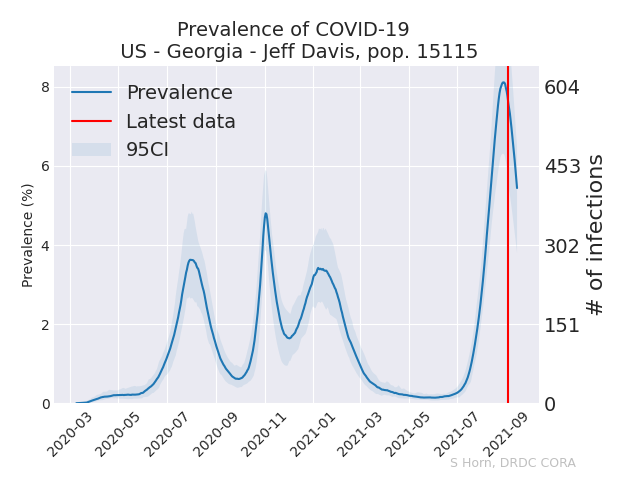 Prevalence of COVID-19
US - Georgia - Jeff Davis, pop. 15115
Prevalence
Latest data
95CI
Prevalence (%)
8
6
4
2
0
604
453
302
151
0
# of infections
2020-03
2020-05
2020-07
2020-09
2020-11
2021-01
2021-03
2021-05
2021-07
2021-09
S Horn, DRDC CORA